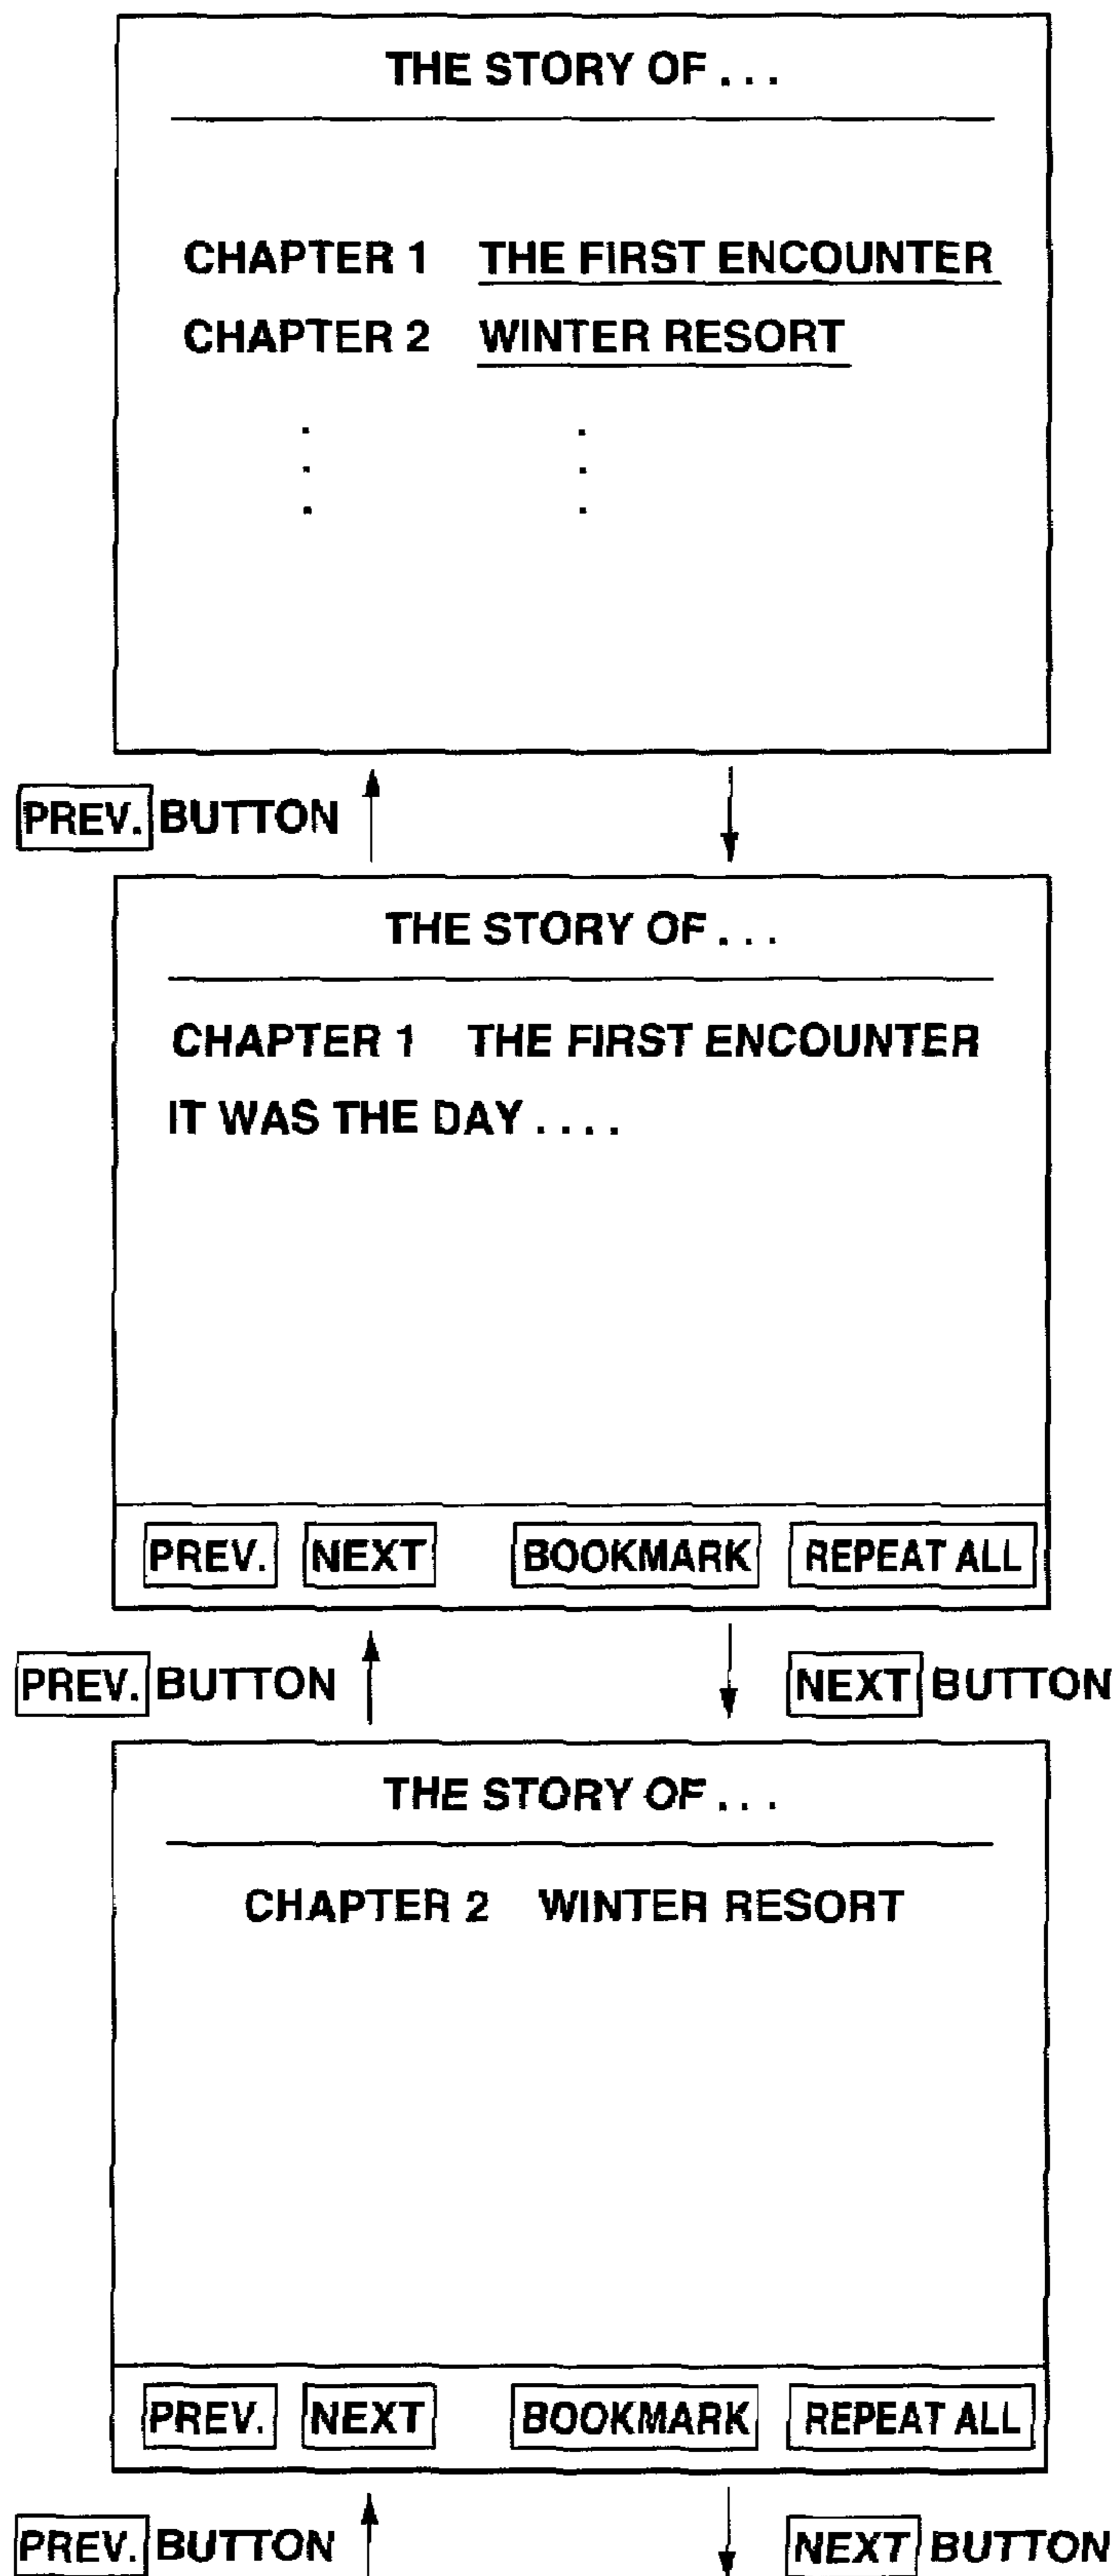 THE STORY OF . . .
CHAPTER 1 THE FIRST ENCOUNTER
CHAPTER 2 WINTER RESORT
. .
. .
. .
PREV. BUTTON
THE STORY OF . . .
CHAPTER 1 THE FIRST ENCOUNTER
IT WAS THE DAY . . . .
PREV. NEXT BOOKMARK REPEAT ALL
PREV. BUTTON NEXT BUTTON
THE STORY OF . . .
CHAPTER 2 WINTER RESORT
PREV. NEXT BOOKMARK REPEAT ALL
PREV. BUTTON NEXT BUTTON